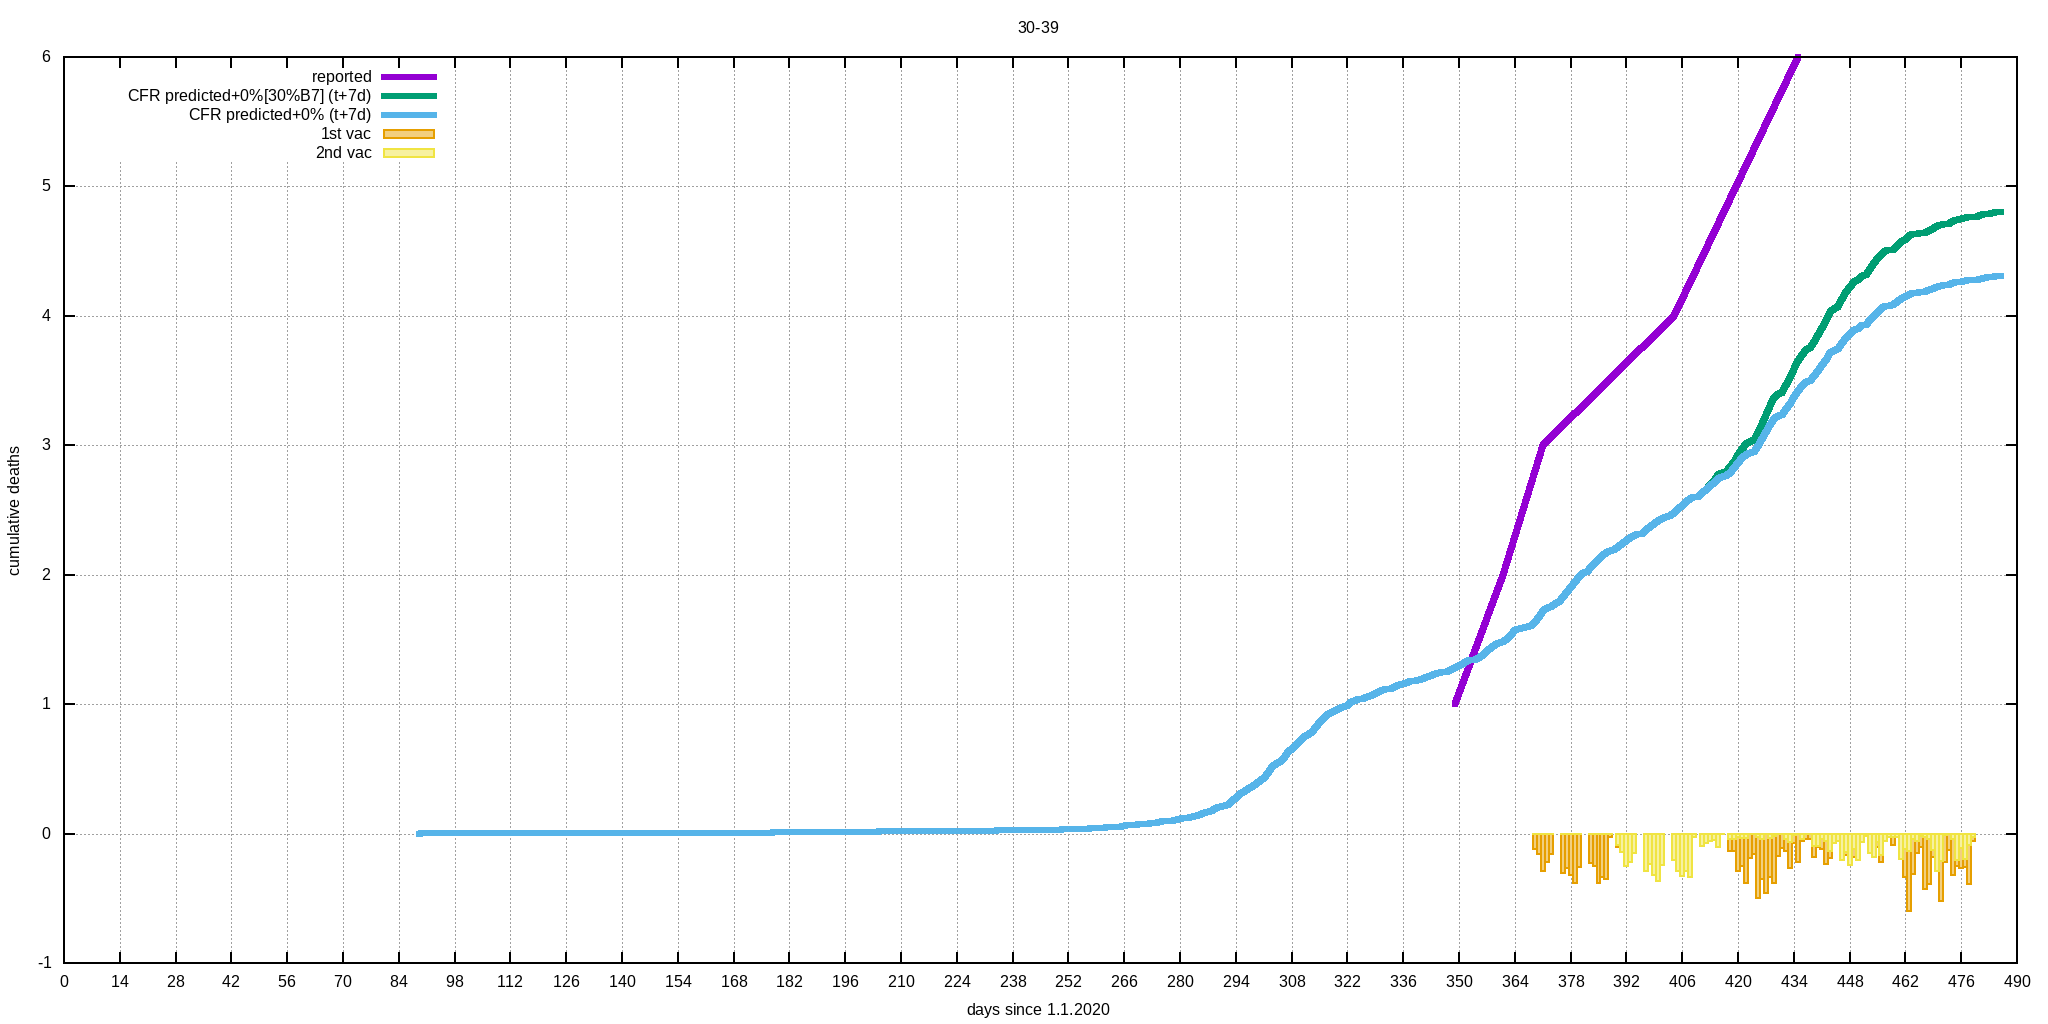 30-39
reported
CFR predicted+0%[30%B7] (t+7d)
CFR predicted+0% (t+7d)
1st vac
2nd vac
6
5
4
3
2
1
0
-1
cumulative deaths
0 14 28 42 56 70 84 98 112 126 140 154 168 182 196 210 224 238 252 266 280 294 308 322 336 350 364 378 392 406 420 434 448 462 476 490
days since 1.1.2020